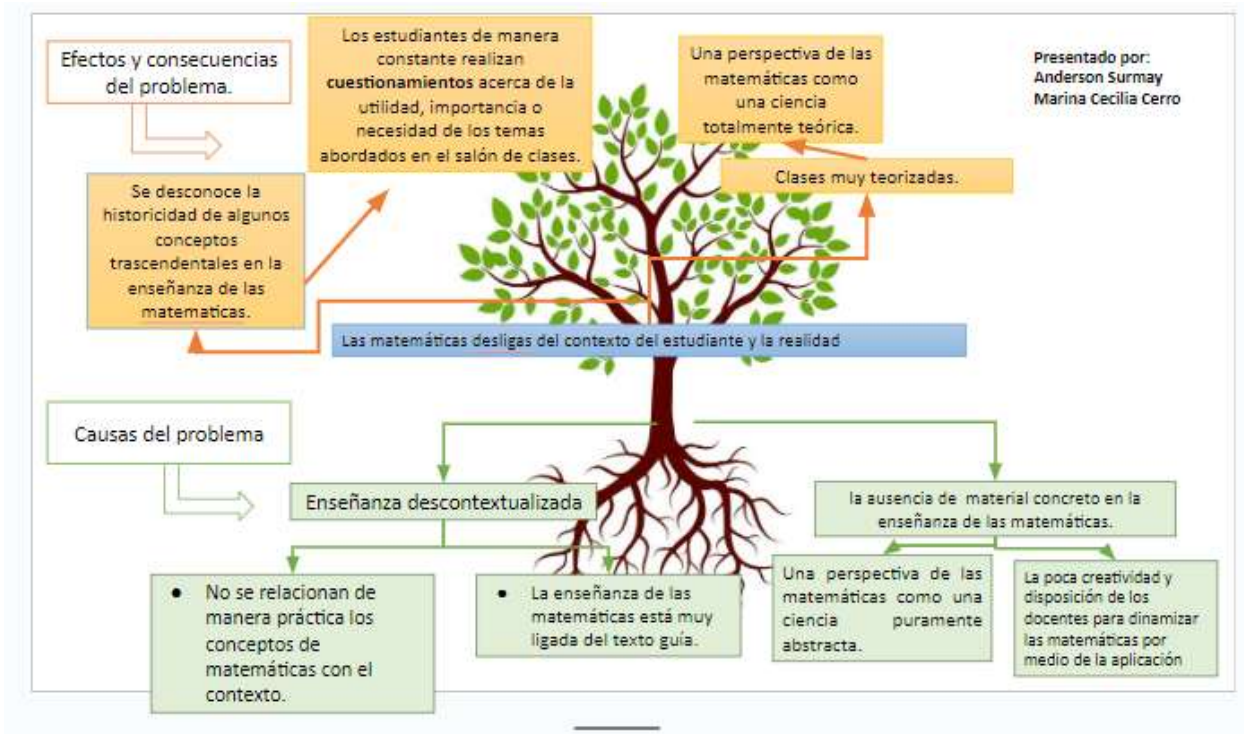 Efectos y consecuencias
del problema.
Los estudiantes de manera
constante realizan
cuestionamientos acerca de la
utilidad, importancia o
necesidad de los temas
abordados en el salón de clases.
Una perspectiva de las
matemáticas como
una ciencia
totalmente teórica.
Presentado por:
Anderson Surmay
Marina Cecilia Cerro
Clases muy teorizadas.
Se desconoce la
historicidad de algunos
conceptos
trascendentales en la
enseñanza de las
matematicas.
Las matemáticas desligas del contexto del estudiante y la realidad
Causas del problema
Enseñanza descontextualizada
la ausencia de material concreto en la
enseñanza de las matemáticas.
● No se relacionan de
manera práctica los
conceptos de
matemáticas con el
contexto.
● La enseñanza de las
matemáticas está muy
ligada del texto guía.
Una perspectiva de las
matemáticas como una
ciencia puramente
abstracta.
La poca creatividad y
disposición de los
docentes para dinamizar
las matemáticas por
medio de la aplicación